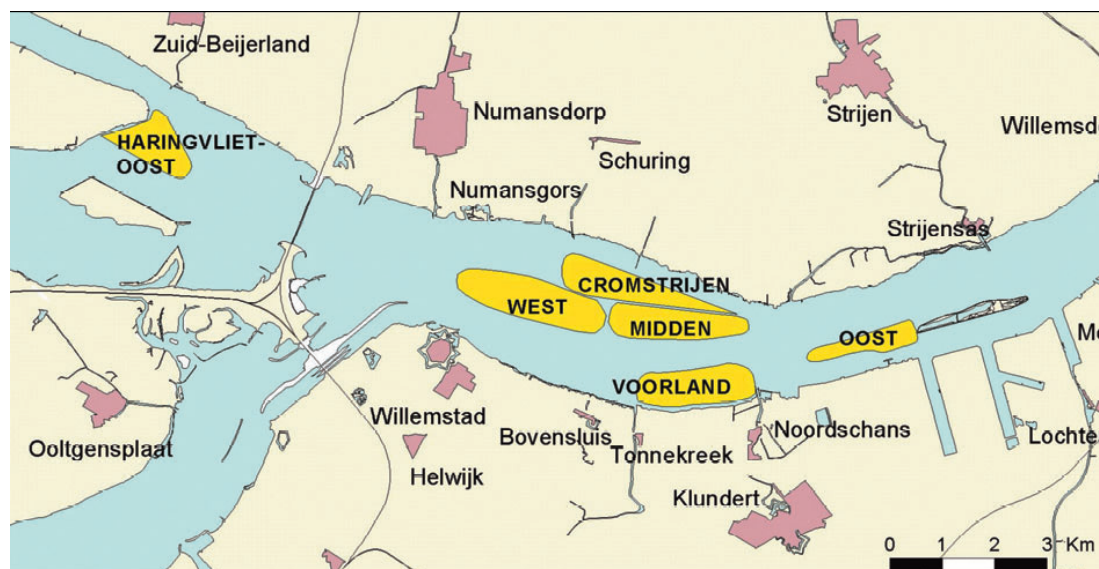 Zuid-Beijerland
Numansdorp
Strijen
Schuring
HARINGVLIET-
OOST
Numansgors
Strijensas
CROMSTRIJEN
WEST
MIDDEN
OOST
VOORLAND
Willemstad
Bovensluis
Noordschans
Ooltgensplaat
Helwijk
Tonnekreek
Klundert
0 1 2 3 Km